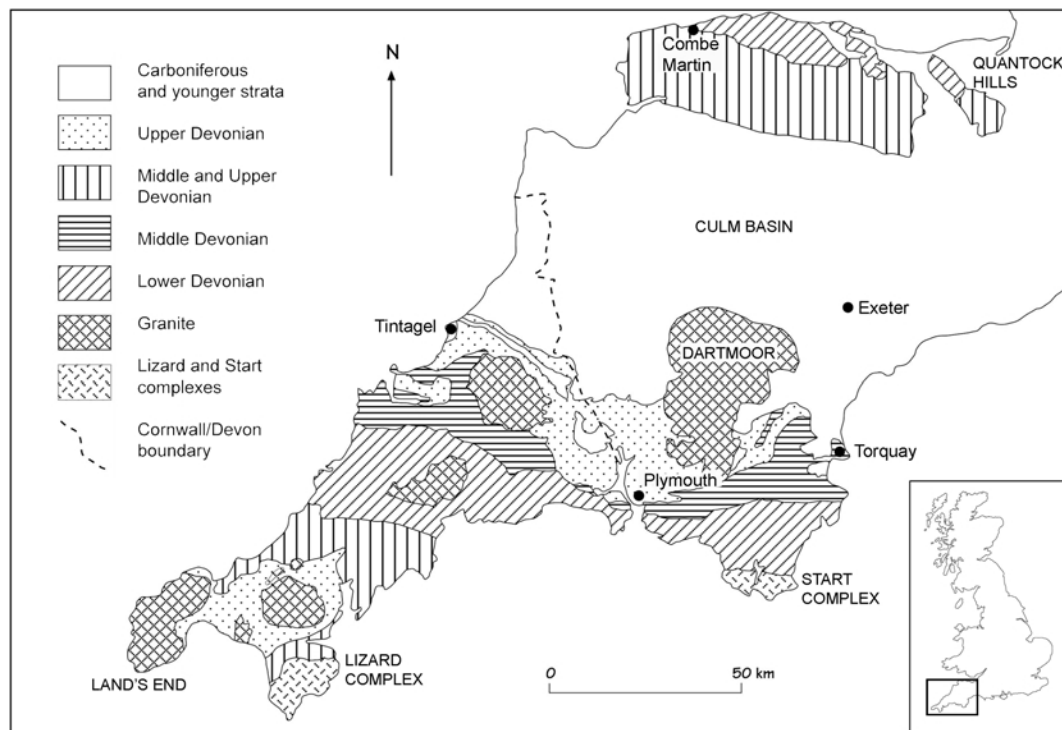 Carboniferous
and younger strata
Upper Devonian
Middle and Upper
Devonian
Middle Devonian
Lower Devonian
Granite
Lizard and Start
complexes
Cornwall/Devon
boundary
N
Combe
Martin
QUANTOCK
HILLS
CULM BASIN
Exeter
Tintagel
DARTMOOR
Torquay
Plymouth
START
COMPLEX
LIZARD
COMPLEX
LAND'S END
0 50 km